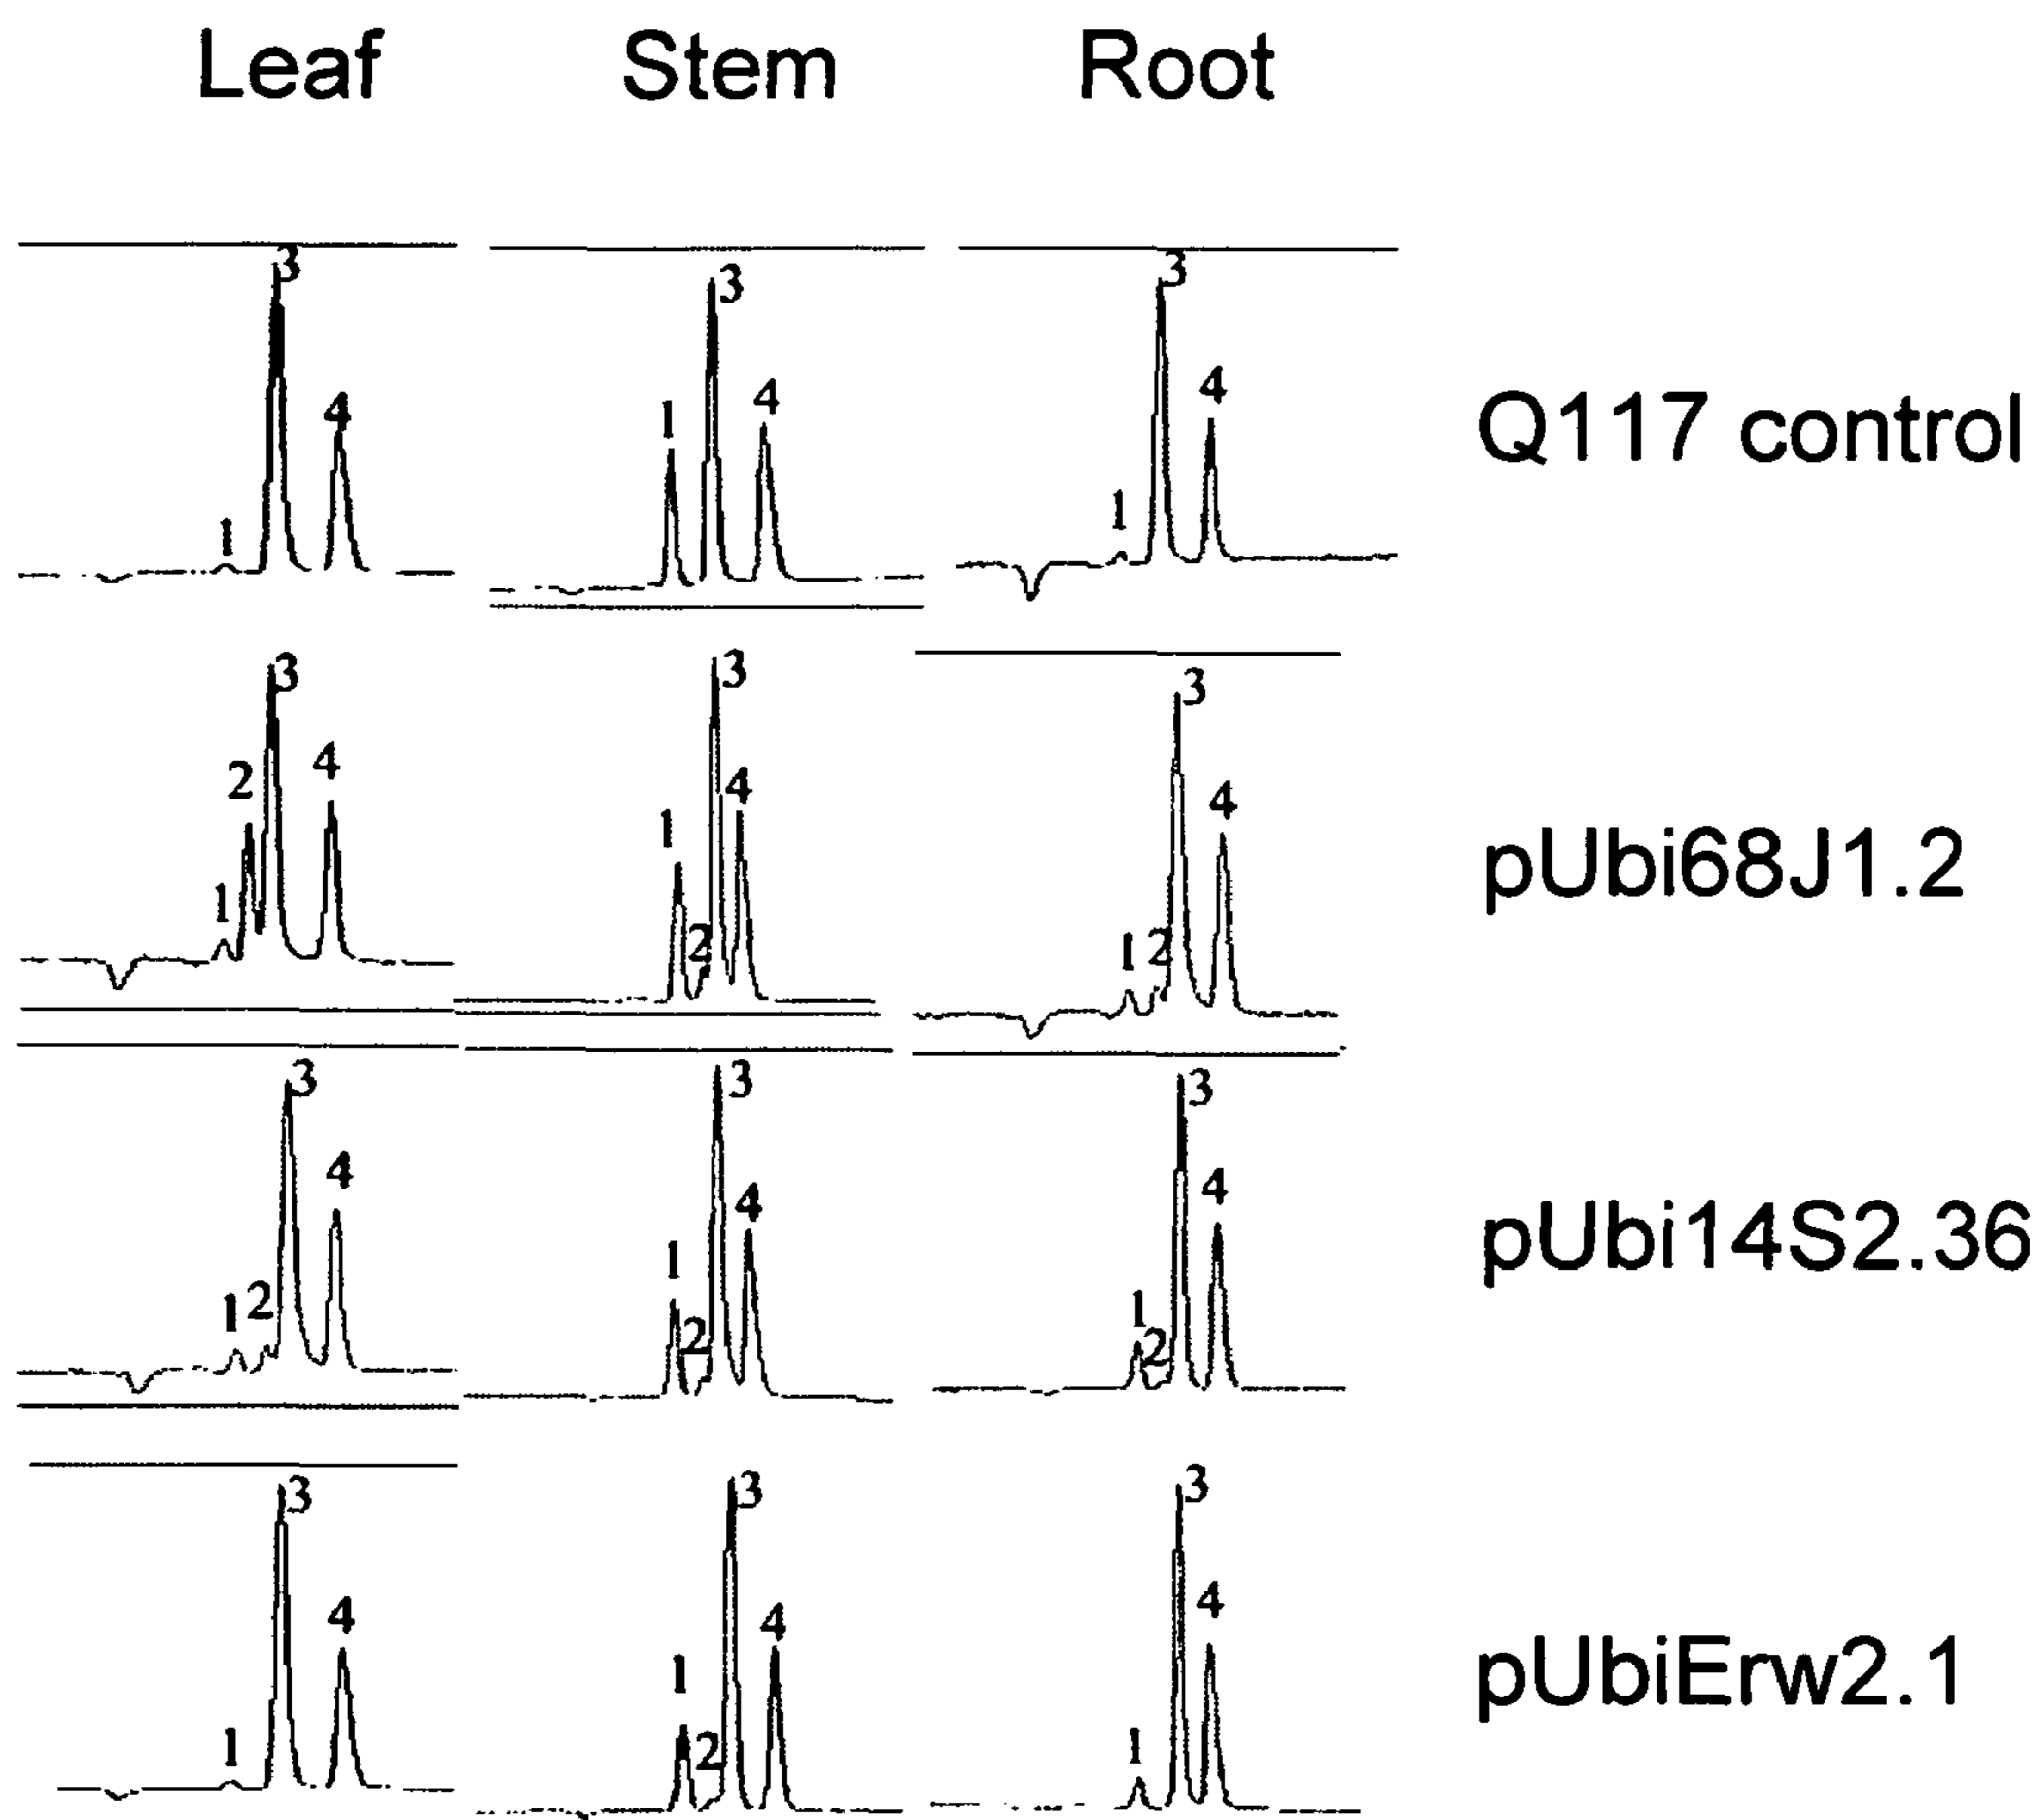 Leaf Stem Root
3 3 3
1 4 1 4 1 4
Q117 control
3 3 3
1 2 4 1 2 4 1 2 4
pUbi68J1.2
3 3 3
1 2 4 1 2 4 1 2 4
pUbi14S2.36
3 3 3
1 4 1 2 4 1 4
pUbiErw2.1